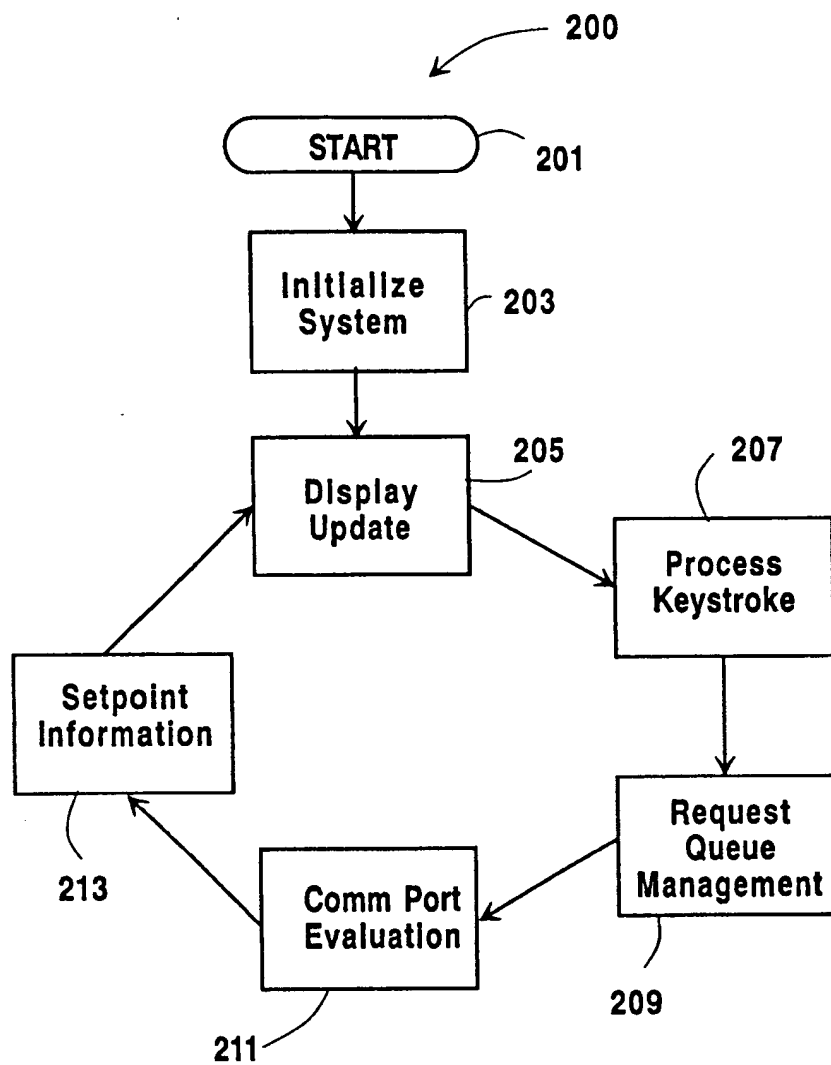 200
START
201
Initialize
System
203
Display
Update
205
207
Process
Keystroke
Setpoint
Information
213
Request
Queue
Management
209
Comm Port
Evaluation
211